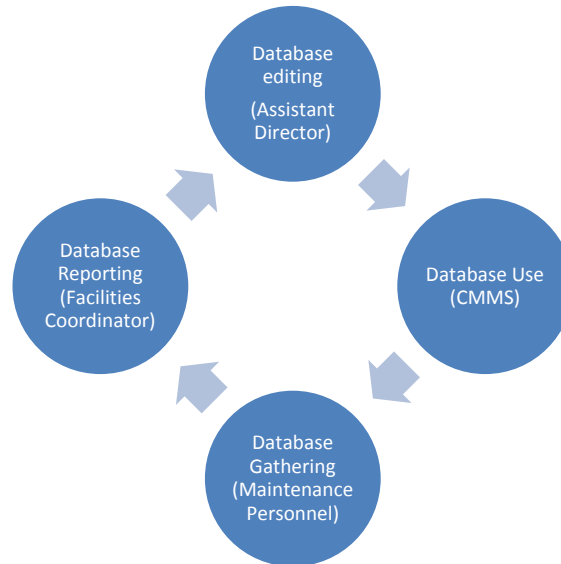 Database
editing
(Assistant
Director)
Database Use
(CMMS)
Database
Gathering
(Maintenance
Personnel)
Database
Reporting
(Facilities
Coordinator)